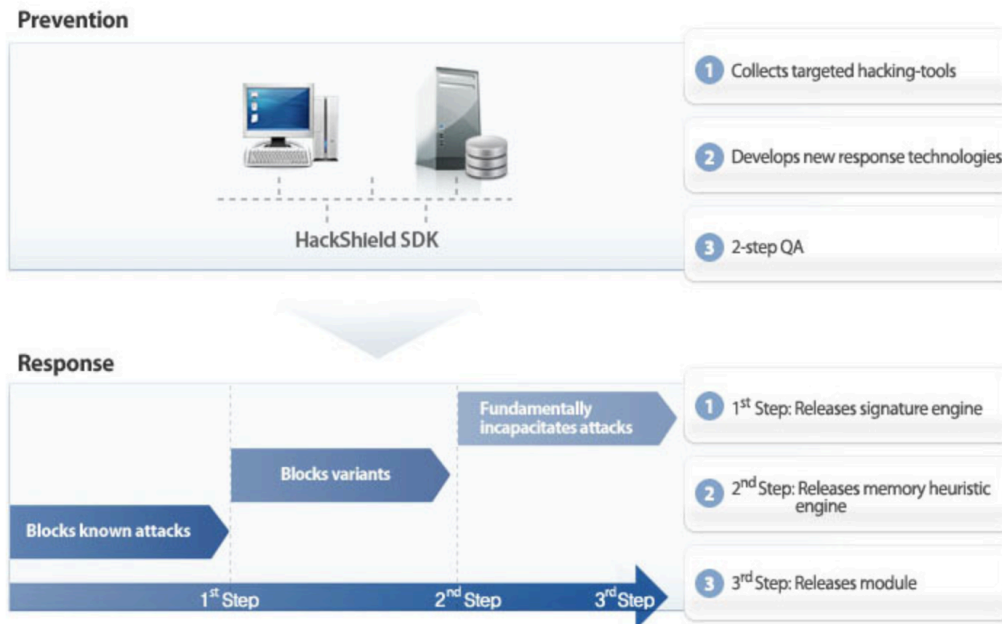 Prevention
HackShield SDK
1 Collects targeted hacking-tools
2 Develops new response technologies
3 2-step QA
Response
Blocks known attacks
Blocks variants
Fundamentally
incapacitates attacks
1st Step
2nd Step
3rd Step
1 1st Step: Releases signature engine
2 2nd Step: Releases memory heuristic
engine
3 3rd Step: Releases module